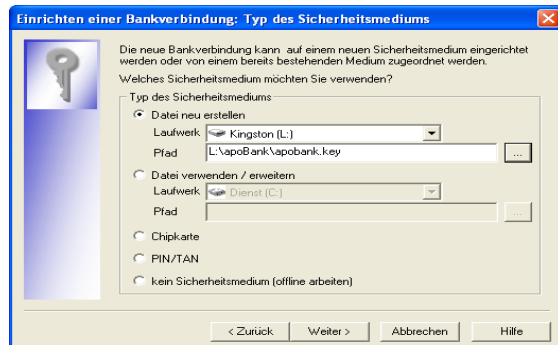 Einrichten einer Bankverbindung: Typ des Sicherheitsmediums
Die neue Bankverbindung kann auf einem neuen Sicherheitsmedium eingerichtet
werden oder von einem bereits bestehenden Medium zugeordnet werden.
Welches Sicherheitsmedium möchten Sie verwenden?
Typ des Sicherheitsmediums
Datei neu erstellen
Laufwerk Kingston (L:)
Pfad L:\apoBank\apobank.key ...
Datei verwenden / erweitern
Laufwerk Dienst (C:)
Pfad ...
Chipkarte
PIN/TAN
kein Sicherheitsmedium (offline arbeiten)
< Zurück Weiter > Abbrechen Hilfe